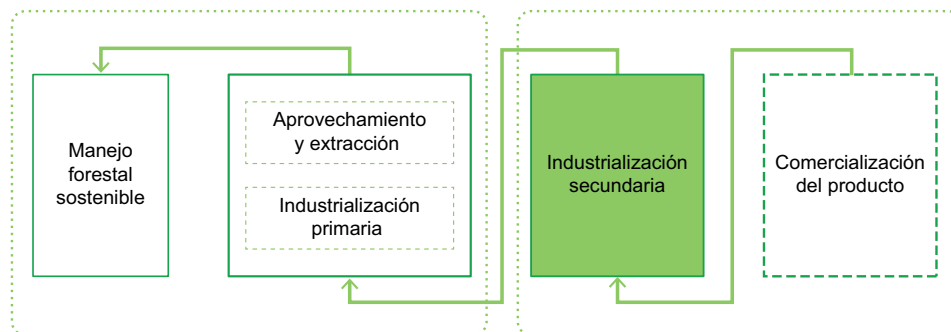 Manejo
forestal
sostenible
Aprovechamiento
y extracción
Industrialización
primaria
Industrialización
secundaria
Comercialización
del producto